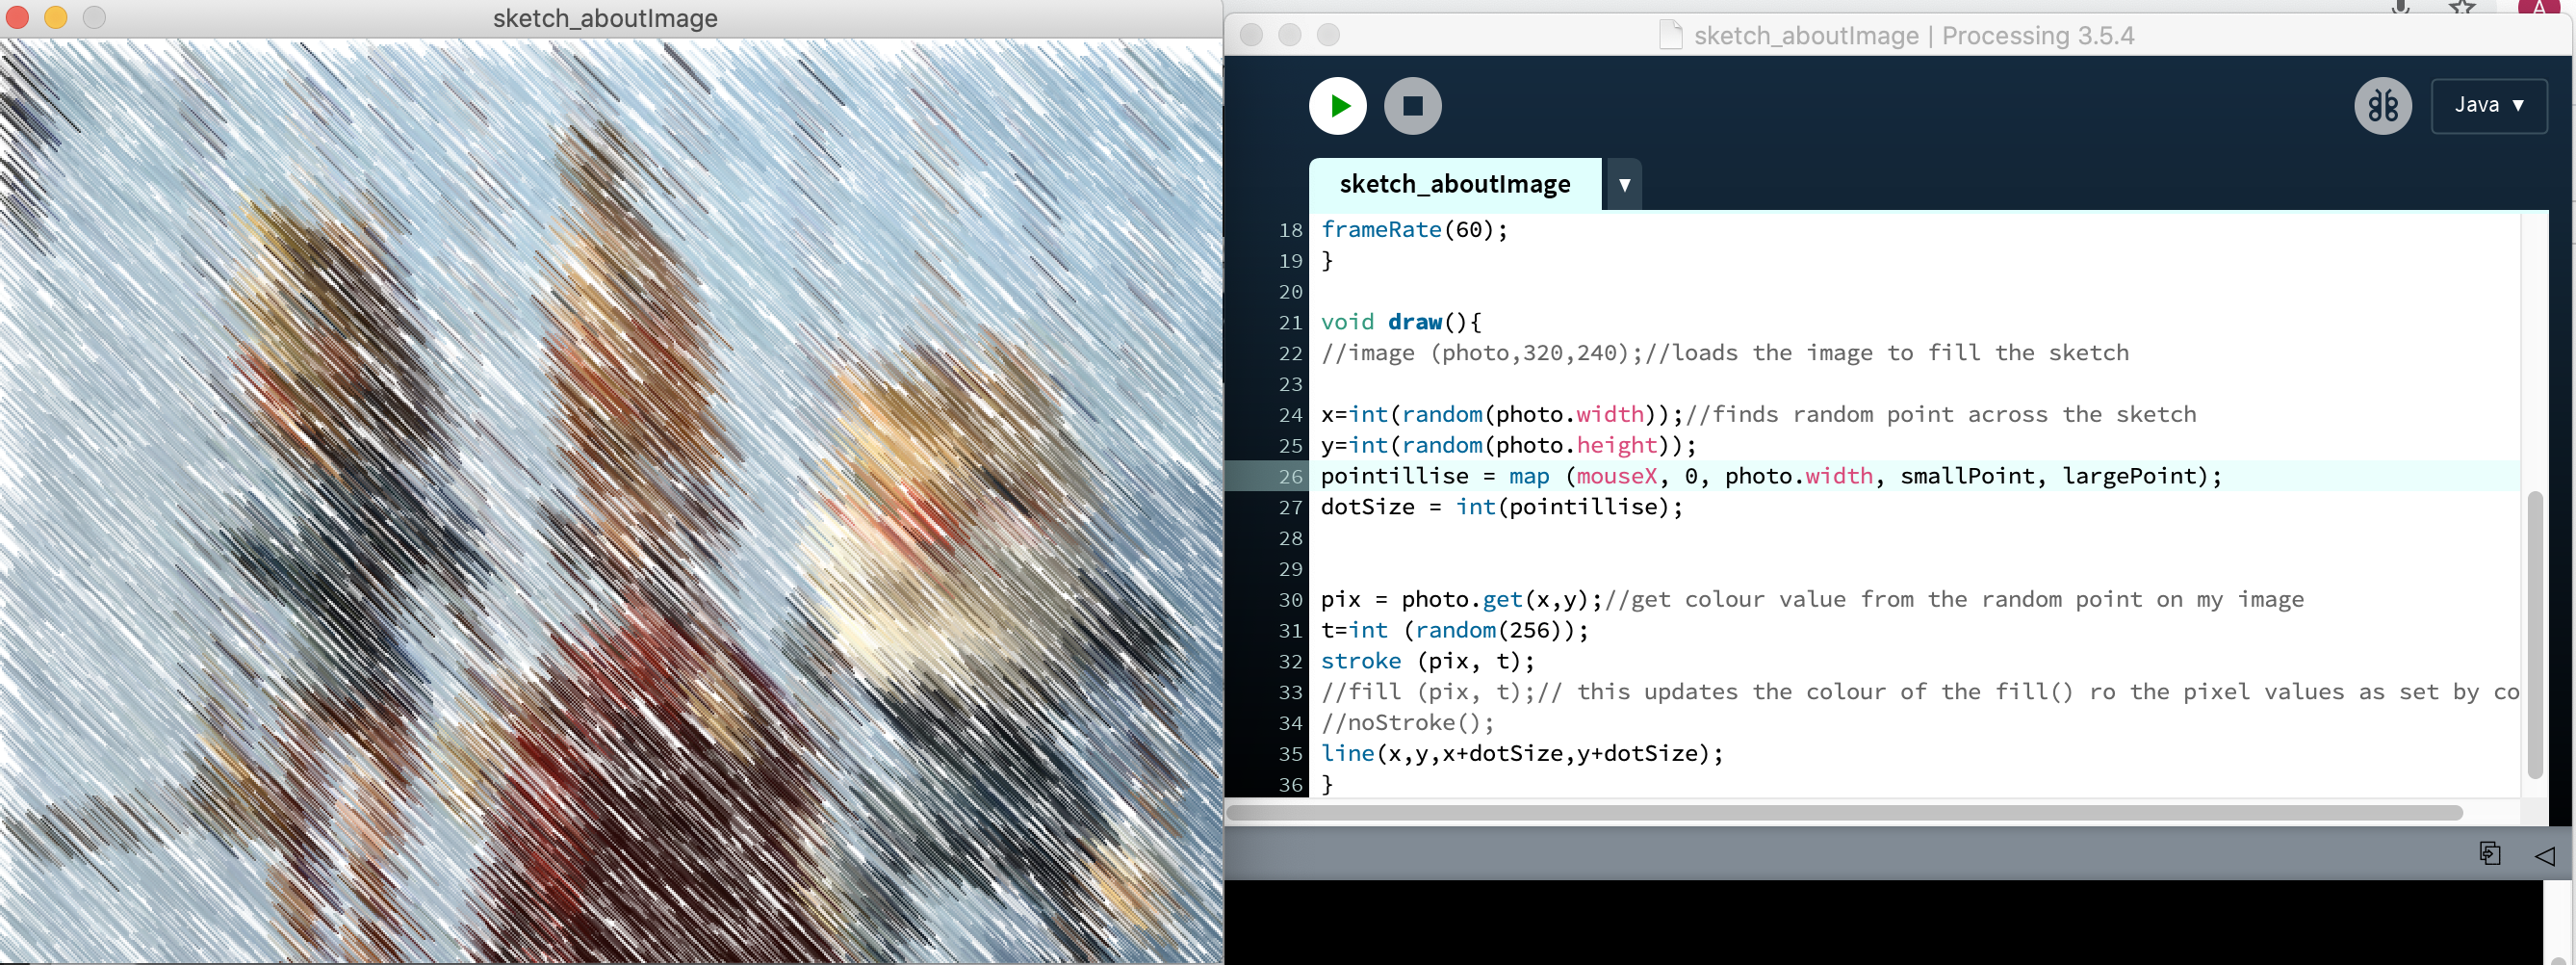 sketch_aboutImage
sketch_aboutImage | Processing 3.5.4
A
Java ▼
sketch_aboutImage ▼
18 frameRate(60);
19 }
20
21 void draw(){
22 //image (photo,320,240);//loads the image to fill the sketch
23
24 x=int(random(photo.width));//finds random point across the sketch
25 y=int(random(photo.height));
26 pointillise = map (mouseX, 0, photo.width, smallPoint, largePoint);
27 dotSize = int(pointillise);
28
29
30 pix = photo.get(x,y);//get colour value from the random point on my image
31 t=int (random(256));
32 stroke (pix, t);
33 //fill (pix, t);// this updates the colour of the fill() ro the pixel values as set by co
34 //noStroke();
35 line(x,y,x+dotSize,y+dotSize);
36 }